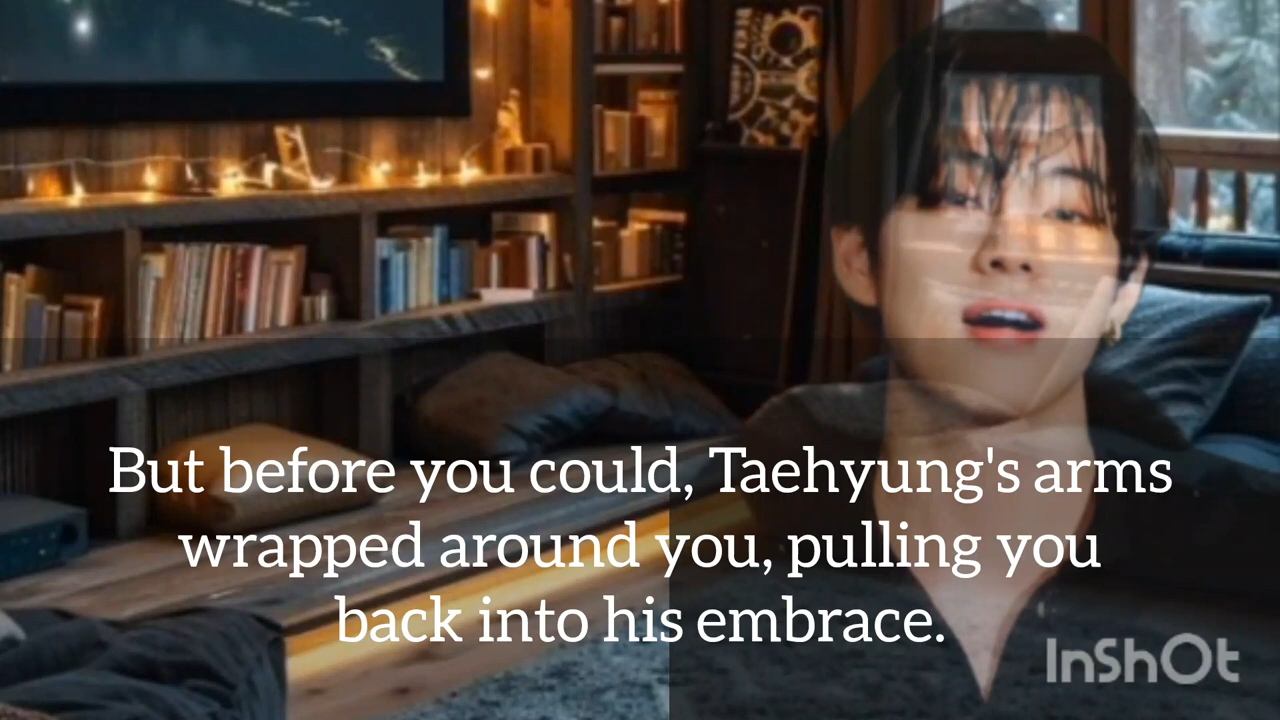 But before you could, Taehyung's arms
wrapped around you, pulling you
back into his embrace.
InShOt